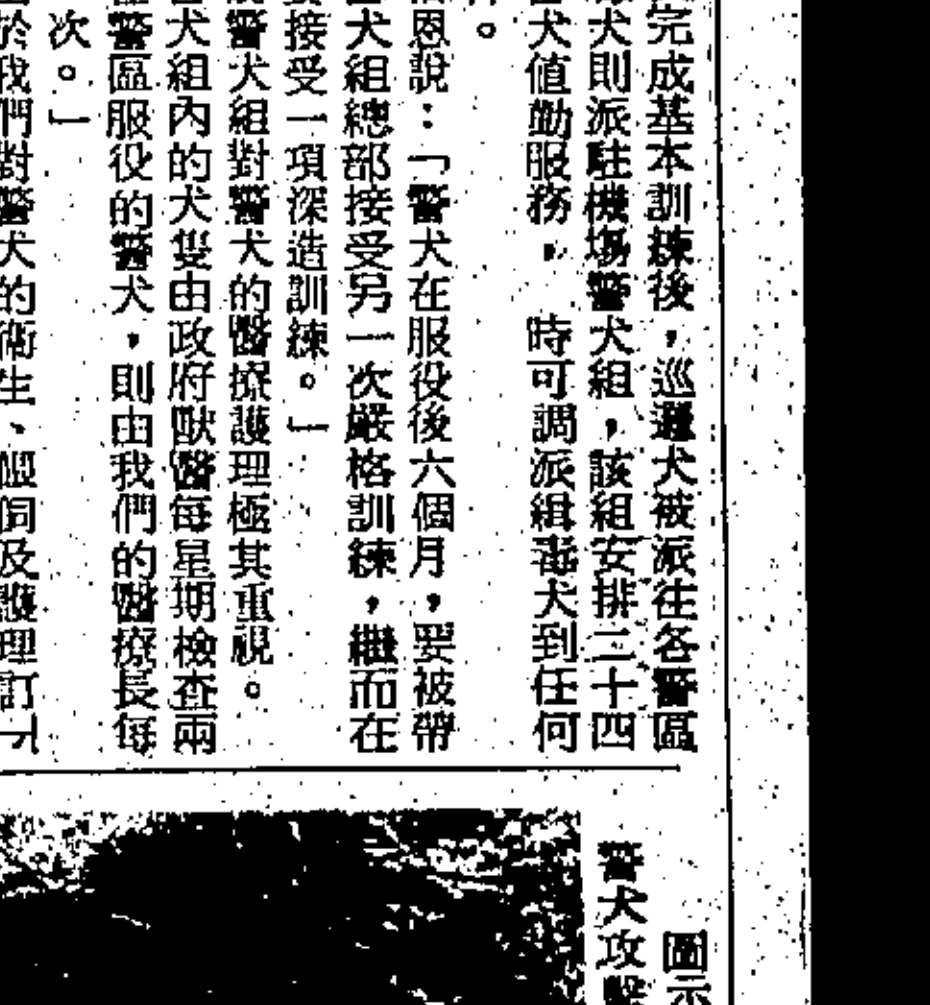 完成基本訓練後，巡邏犬被派往各警區
犬則派駐機場警犬組，該組安排二十四
犬值勤服務， 時可調派緝毒犬到任何
。
恩說：「警犬在服役後六個月，要被帶
犬組總部接受另一次嚴格訓練，繼而在
接受一項深造訓練。」
警犬組對警犬的醫療護理極其重視。
犬組內的犬隻由政府獸醫每星期檢查兩
警區服役的警犬，則由我們的醫療長每
次。」
於我們對警犬的衛生、餵飼及護理訂
圖示
警犬攻擊